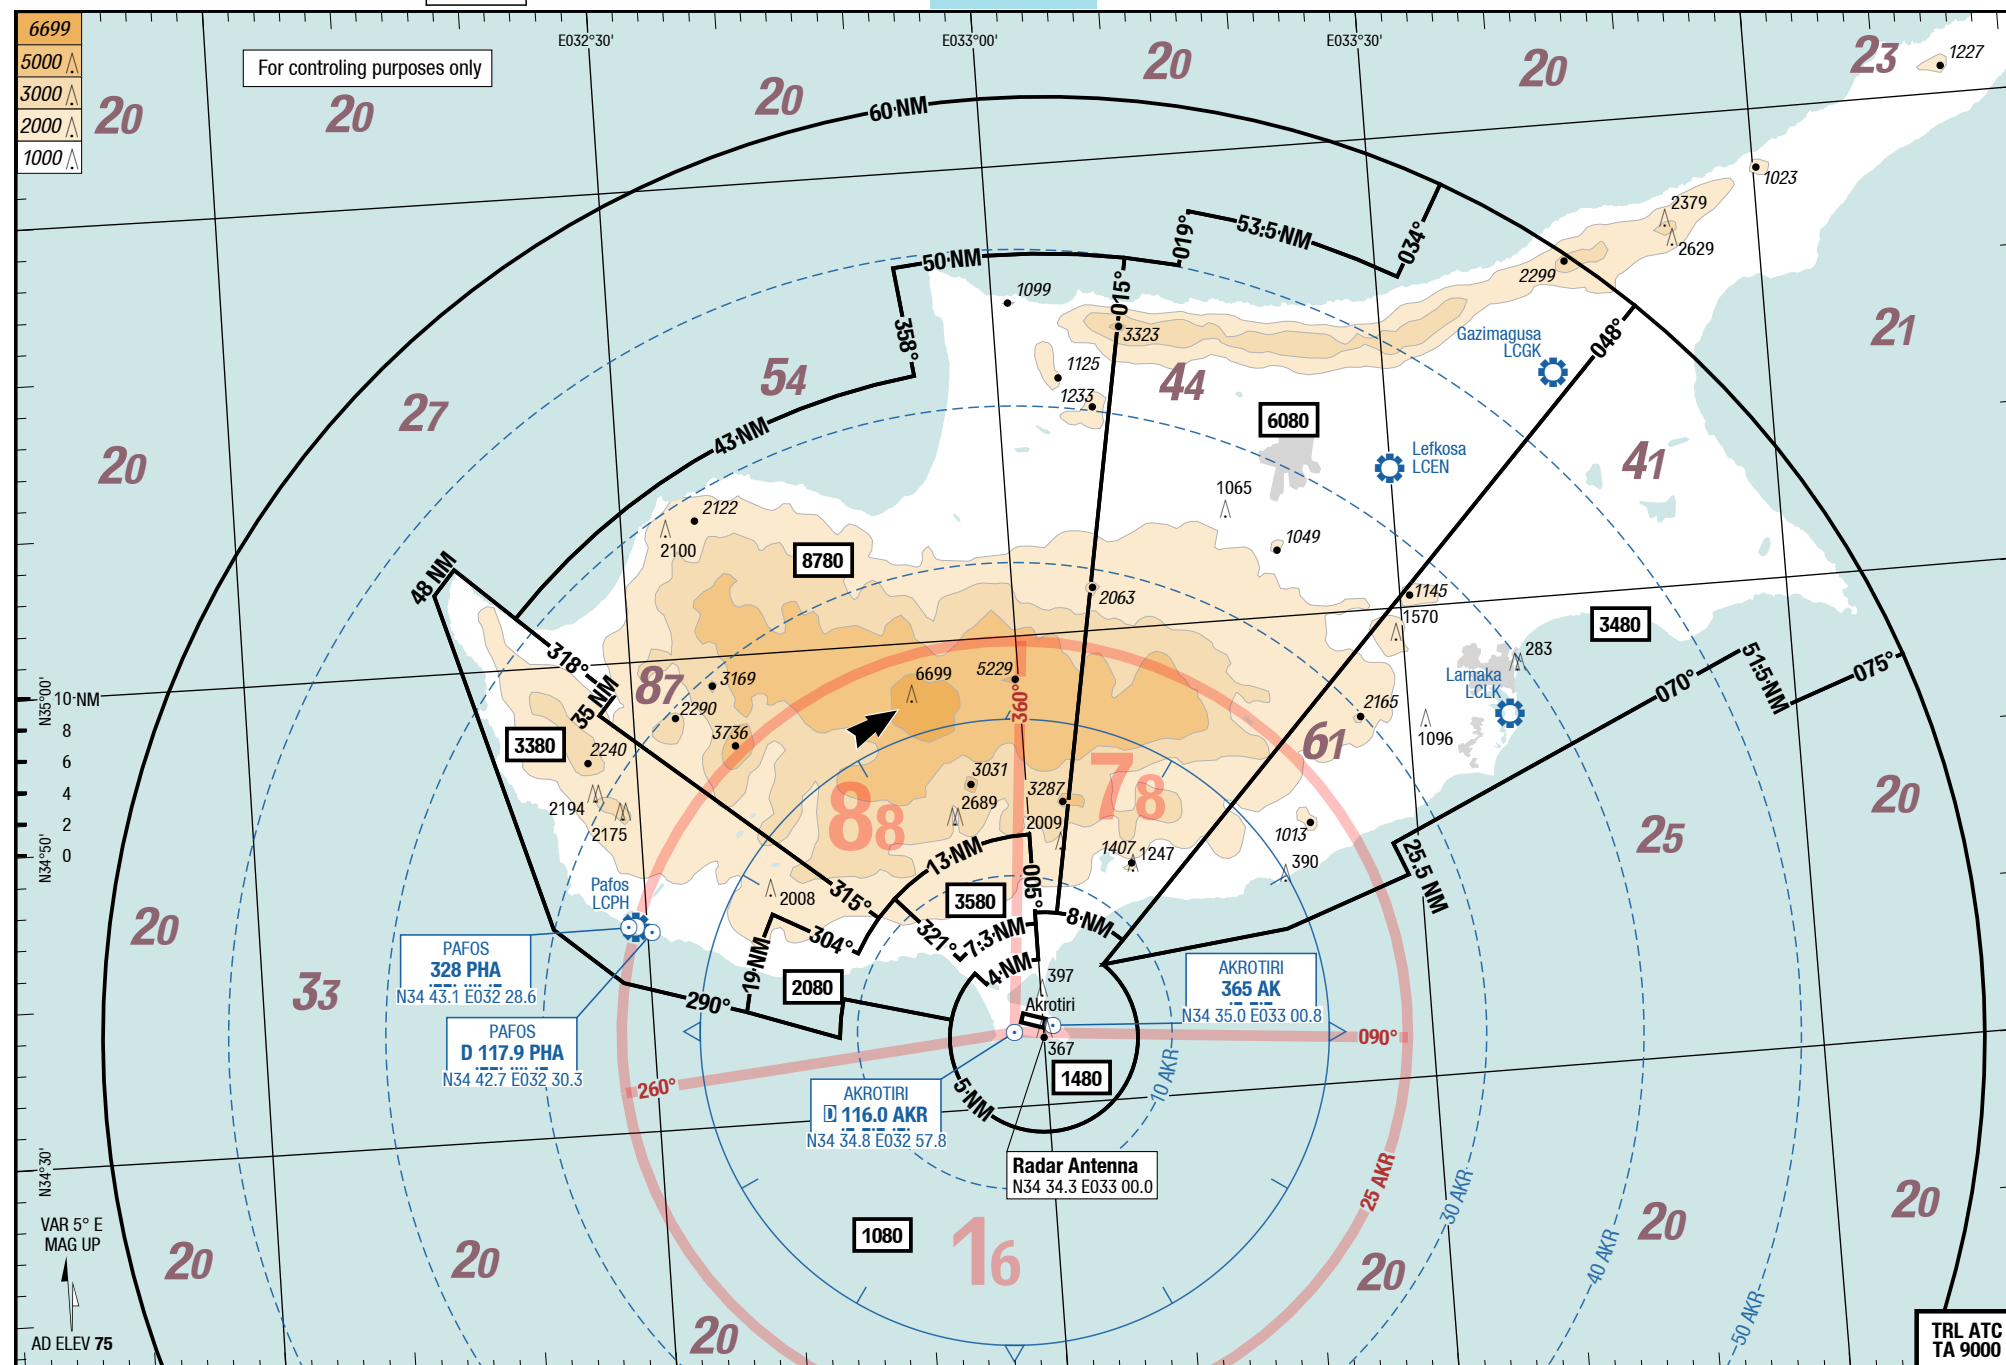 6699
5000
3000
2000
1000
For controling purposes only
E032°30'
E033°00'
E033°30'
20
20
20
20
20
23
1227
60 NM
1023
2379
2629
2299
019°
53.5 NM
034°
50 NM
1099
015°
358°
3323
1125
1233
54
44
27
20
21
Gazimagusa
LCGK
048°
43 NM
6080
Lefkosa
LCEN
41
1065
1049
2122
2100
8780
48 NM
2063
1145
1570
3480
283
318°
35 NM
87
3169
2290
3736
6699
5229
360°
Larnaka
LCLK
070°
51.5 NM
075°
2165
1096
61
N35°00'
10 NM
8
6
4
2
0
N34°50'
3380
2240
2194
2175
3031
2689
3287
2009
88
78
1407
1247
1013
390
25
20
25.5 NM
13 NM
005°
3580
315°
2008
Pafos
LCPH
304°
321°
7.3 NM
8 NM
4 NM
19 NM
290°
2080
20
33
PAFOS
328 PHA
N34 43.1 E032 28.6
PAFOS
D 117.9 PHA
N34 42.7 E032 30.3
397
Akrotiri
367
AKROTIRI
365 AK
N34 35.0 E033 00.8
090°
260°
1480
5 NM
10 AKR
AKROTIRI
D 116.0 AKR
N34 34.8 E032 57.8
Radar Antenna
N34 34.3 E033 00.0
N34°30'
25 AKR
30 AKR
40 AKR
50 AKR
1080
16
20
20
20
20
20
20
VAR 5° E
MAG UP
AD ELEV 75
TRL ATC
TA 9000